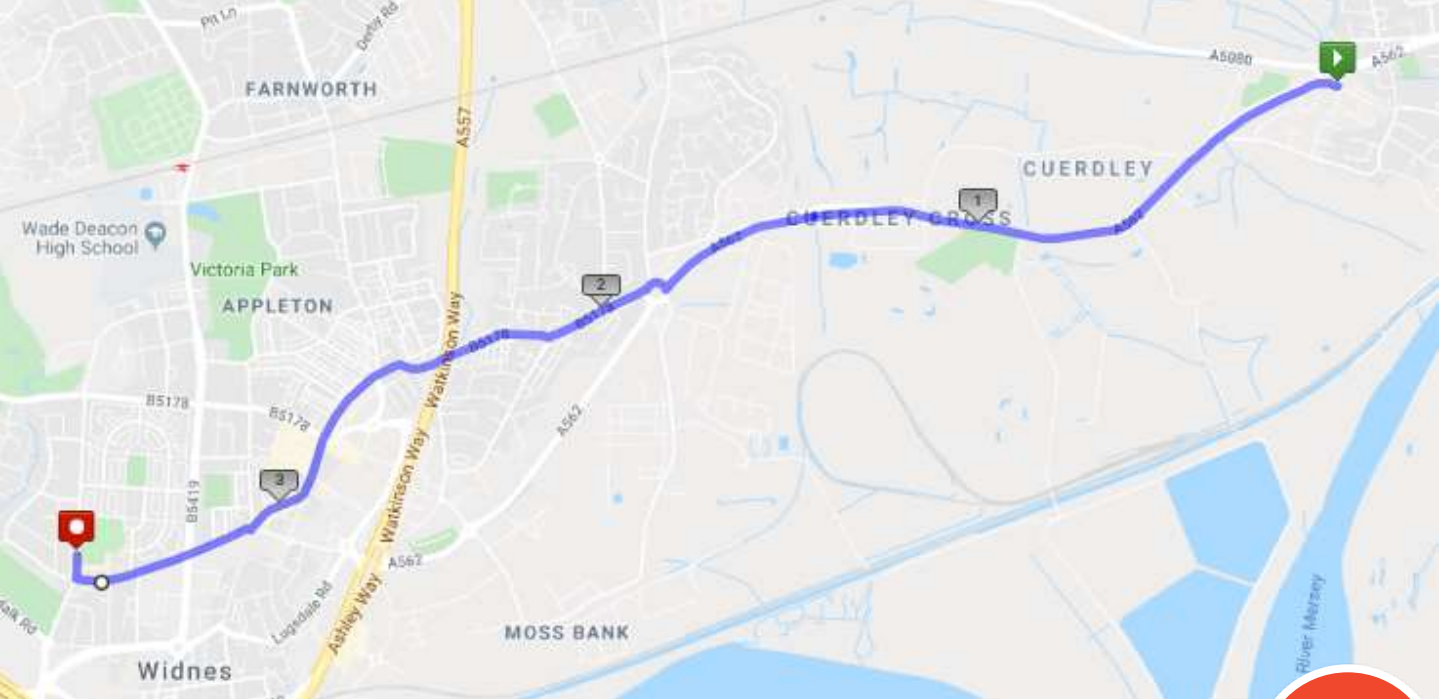 Pit Ln
Derby Rd
A5080
A562
FARNWORTH
A557
CUERDLEY
1
CUERDLEY CROSS
A562
Wade Deacon
High School
A562
Victoria Park
2
APPLETON
B5178
B5178
Watkinson Way
B5178
B5178
A562
3
B5419
Watkinson Way
A562
Ashley Way
Lugsdale Rd
River Mersey
MOSS BANK
Widnes